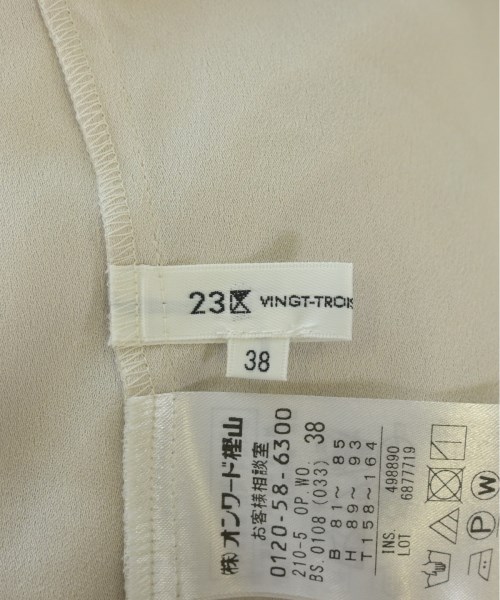 23区 VINGT-TROIS
38
(株)オンワード樫山
お客様相談室
0120-58-6300
210-5 OP WO. 38
BS.0108 (033)
B 81～ 85
H 89～ 93
T158～164
INS. 498890
LOT 6877719
P W